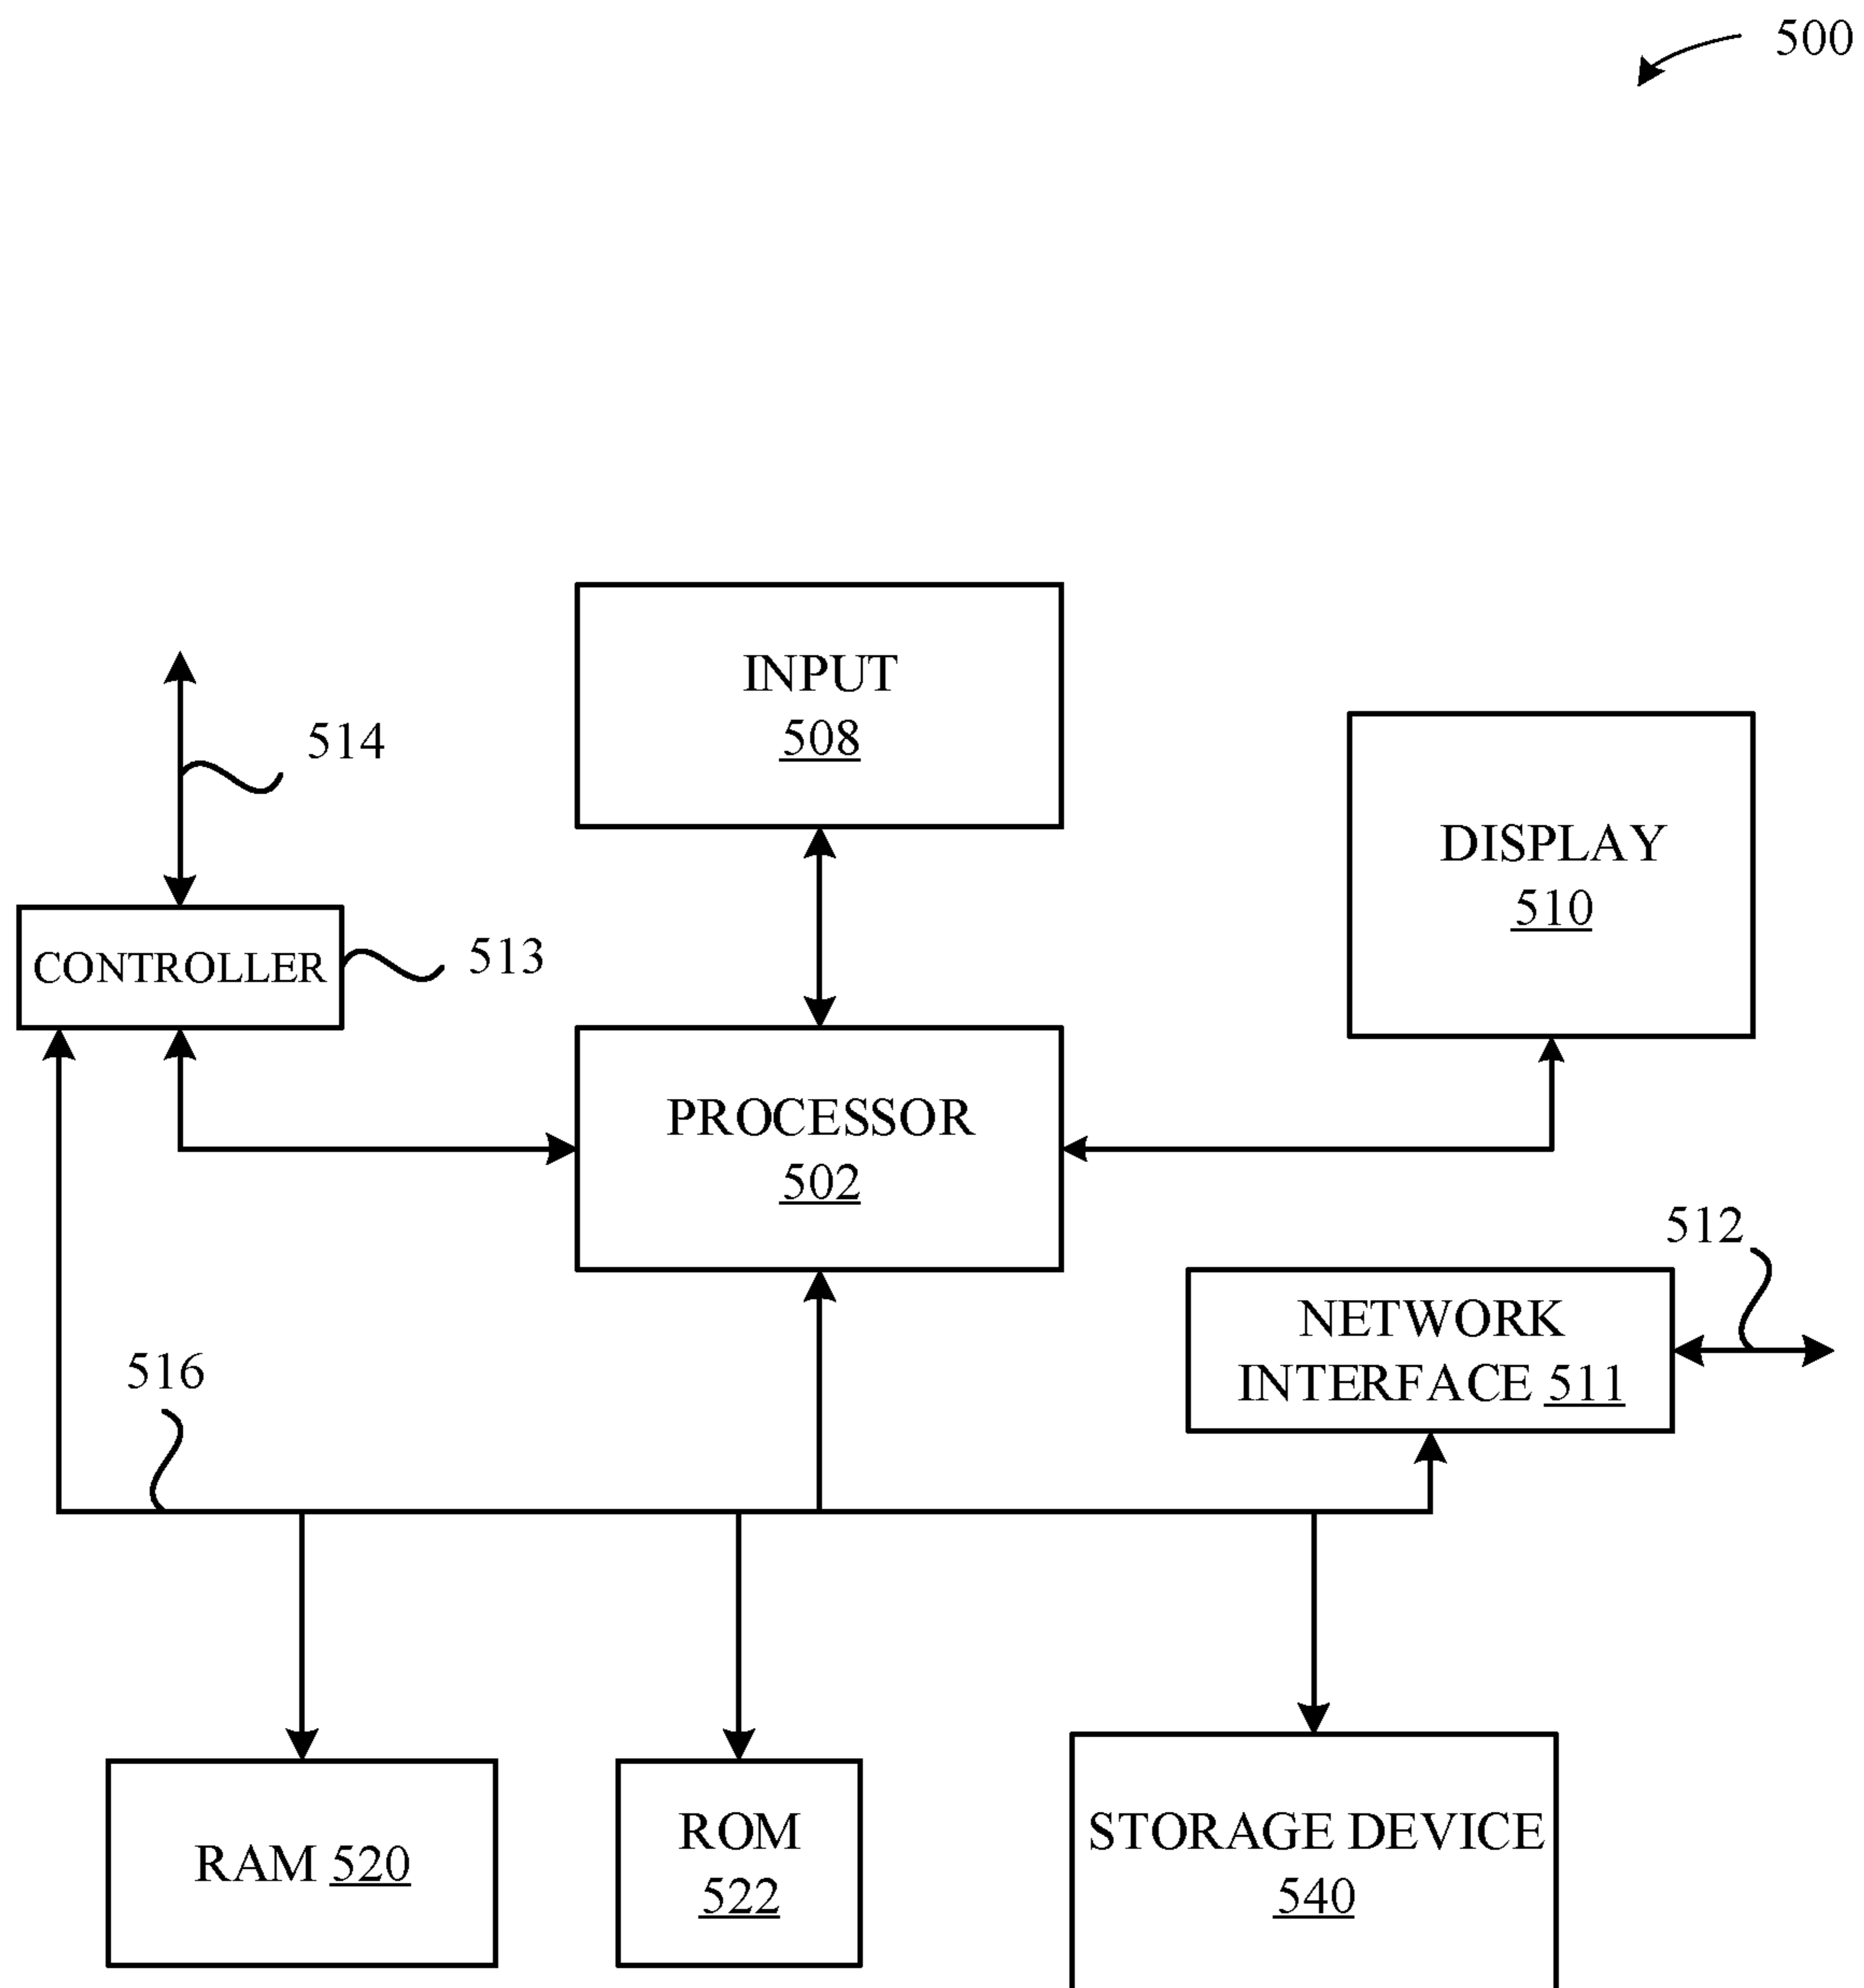 500
INPUT
508
514
DISPLAY
510
CONTROLLER
513
PROCESSOR
502
512
NETWORK
INTERFACE 511
516
RAM 520
ROM
522
STORAGE DEVICE
540